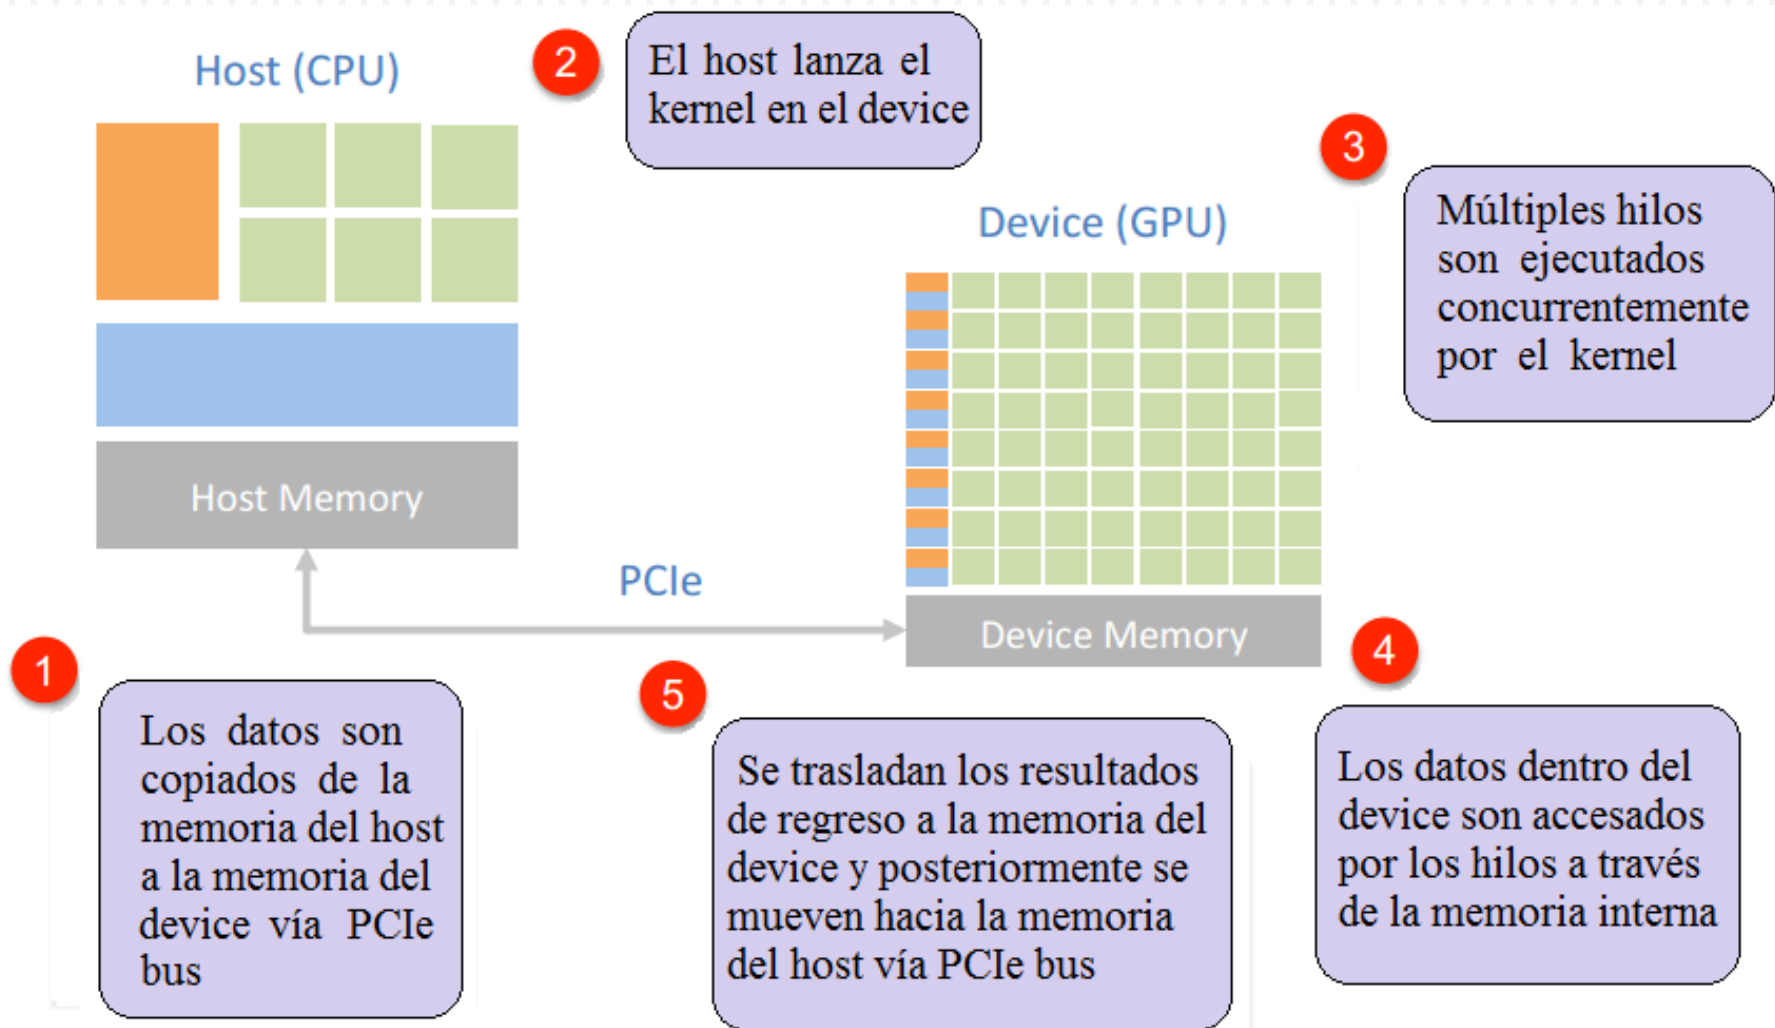 Host (CPU)
2
El host lanza el
kernel en el device
3
Múltiples hilos
son ejecutados
concurrentemente
por el kernel
Device (GPU)
Host Memory
PCIe
Device Memory
1
Los datos son
copiados de la
memoria del host
a la memoria del
device vía PCIe
bus
5
Se trasladan los resultados
de regreso a la memoria del
device y posteriormente se
mueven hacia la memoria
del host vía PCIe bus
4
Los datos dentro del
device son accesados
por los hilos a través
de la memoria interna